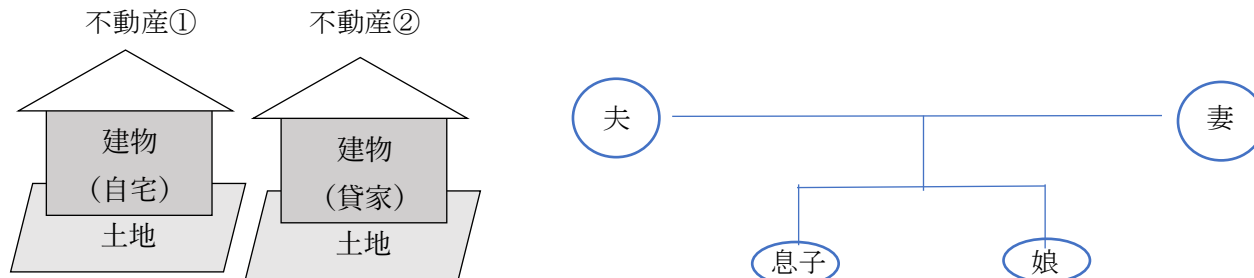 不動産①
不動産②
建物
(自宅)
土地
建物
(貸家)
土地
夫
妻
息子
娘